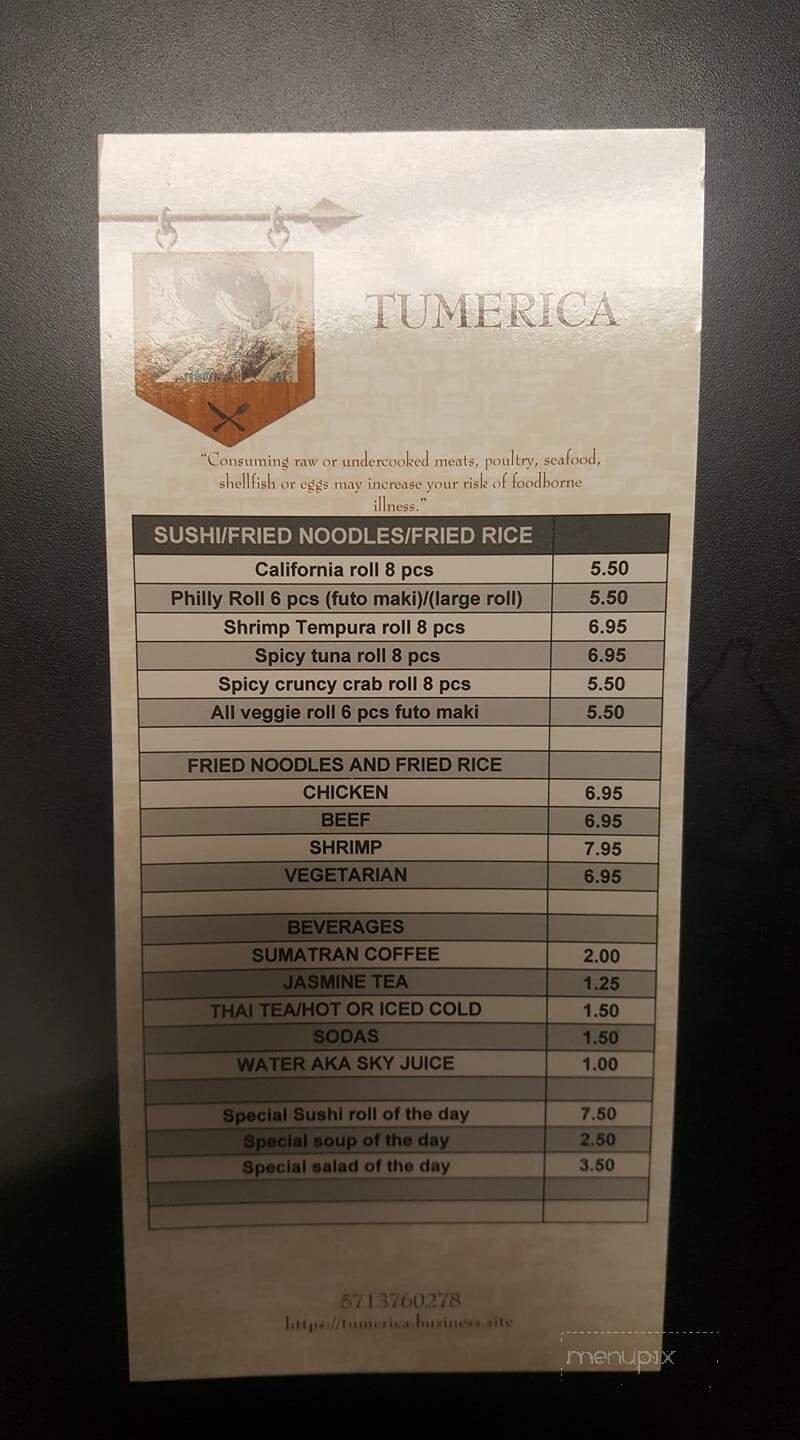 TUMERICA
"Consuming raw or undercooked meats, poultry, seafood,
shellfish or eggs may increase your risk of foodborne
illness."
SUSHI/FRIED NOODLES/FRIED RICE
California roll 8 pcs 5.50
Philly Roll 6 pcs (futo maki)/(large roll) 5.50
Shrimp Tempura roll 8 pcs 6.95
Spicy tuna roll 8 pcs 6.95
Spicy cruncy crab roll 8 pcs 5.50
All veggie roll 6 pcs futo maki 5.50
FRIED NOODLES AND FRIED RICE
CHICKEN 6.95
BEEF 6.95
SHRIMP 7.95
VEGETARIAN 6.95
BEVERAGES
SUMATRAN COFFEE 2.00
JASMINE TEA 1.25
THAI TEA/HOT OR ICED COLD 1.50
SODAS 1.50
WATER AKA SKY JUICE 1.00
Special Sushi roll of the day 7.50
Special soup of the day 2.50
Special salad of the day 3.50
5713760278
https://tumerica.business.site
menupix